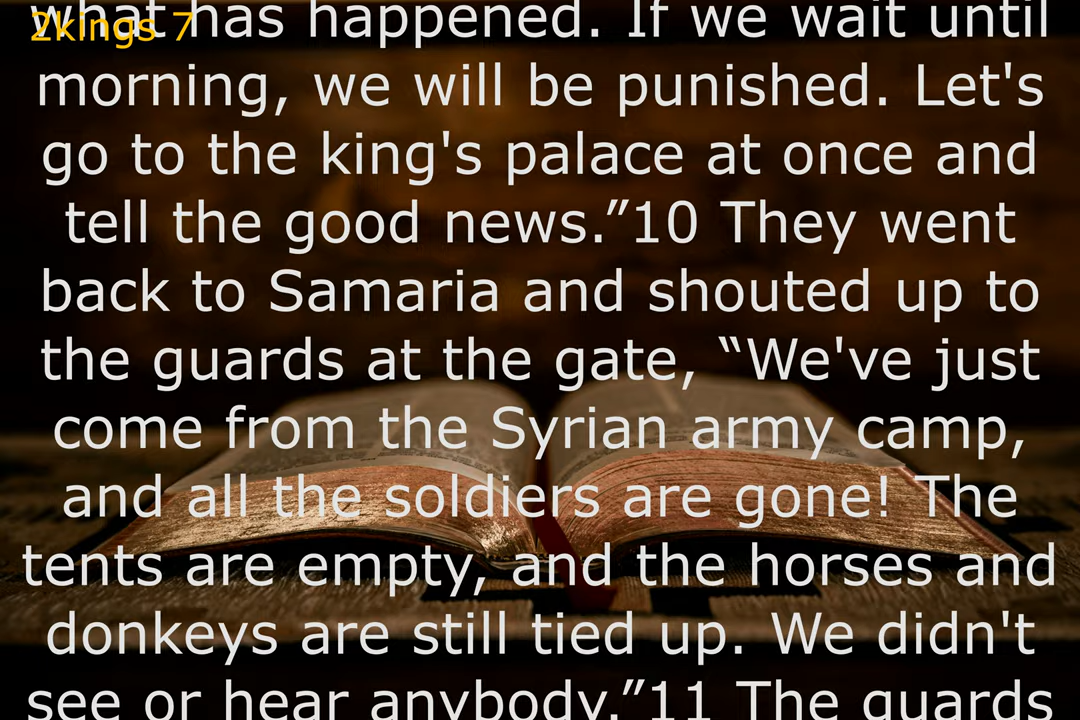 2kings 7
what has happened. If we wait until
morning, we will be punished. Let's
go to the king's palace at once and
tell the good news.”10 They went
back to Samaria and shouted up to
the guards at the gate, “We've just
come from the Syrian army camp,
and all the soldiers are gone! The
tents are empty, and the horses and
donkeys are still tied up. We didn't
see or hear anybody.”11 The guards